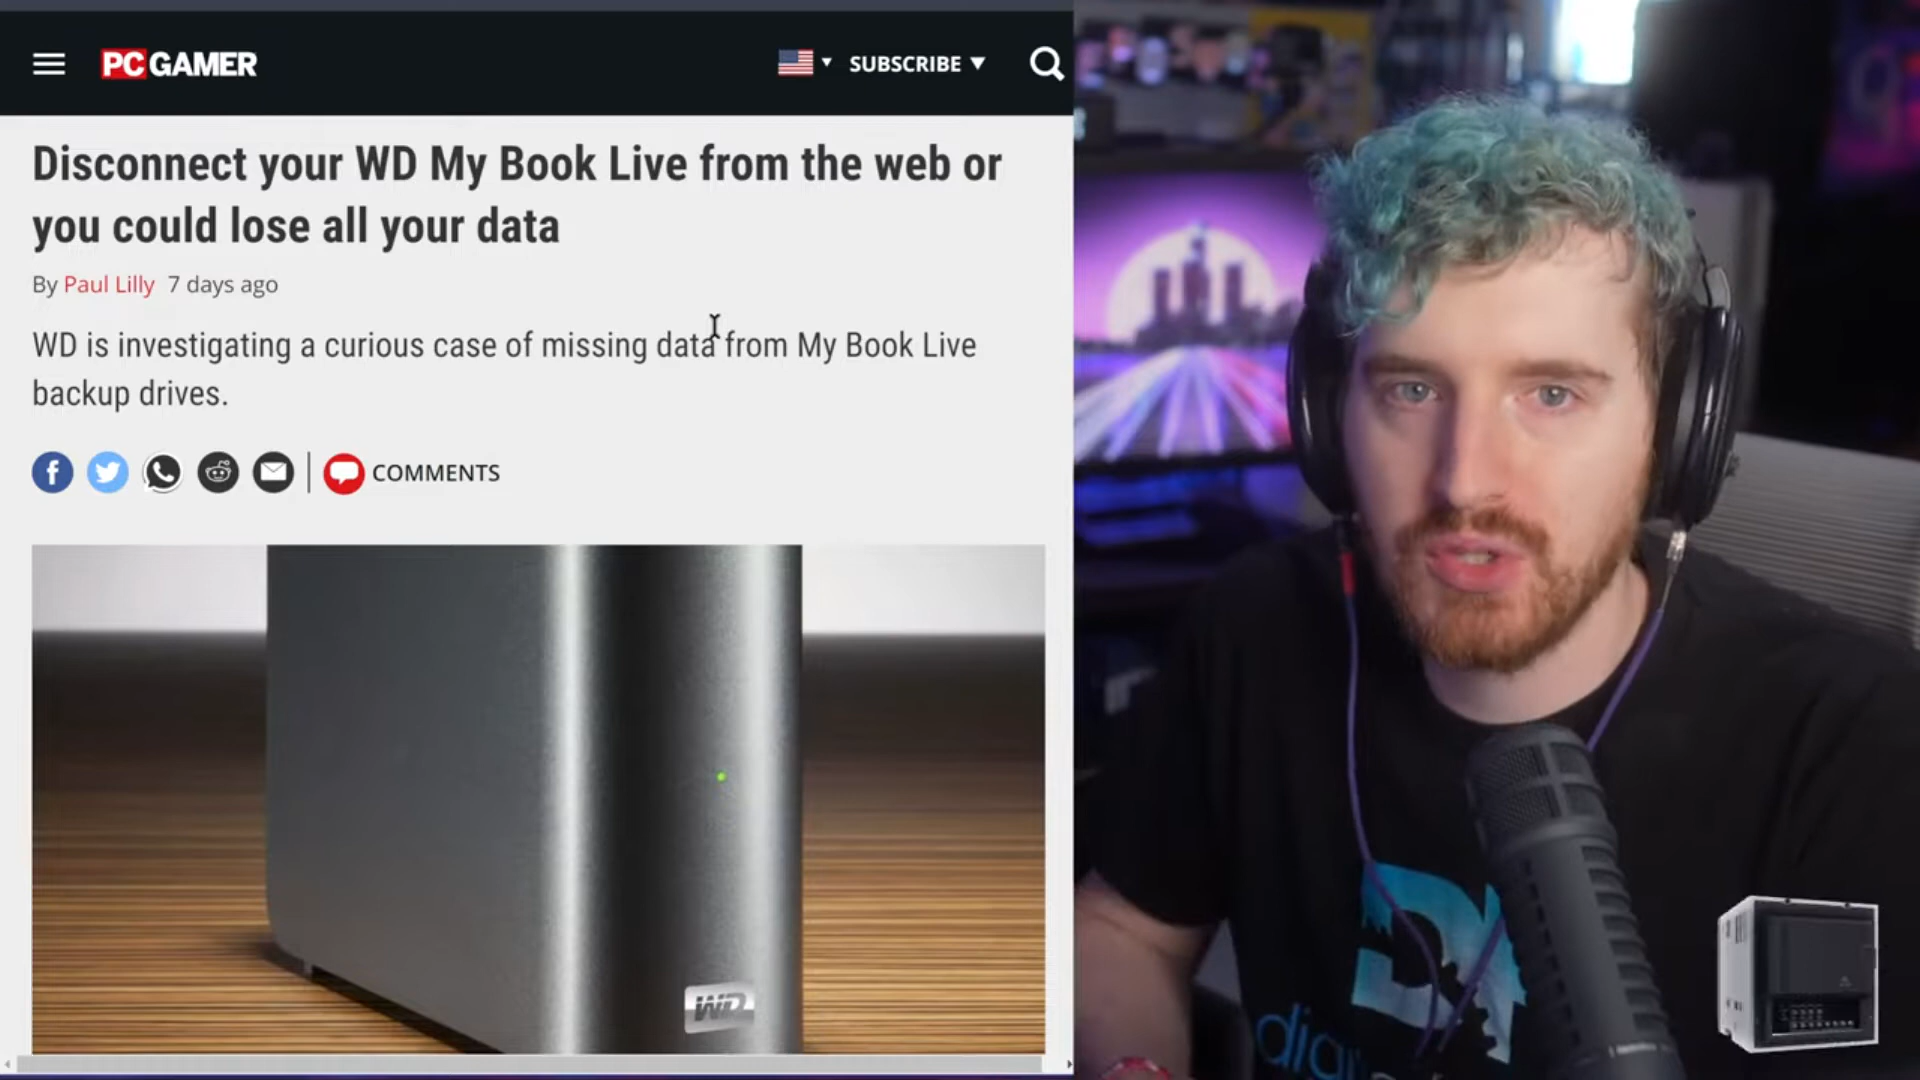 PC GAMER
SUBSCRIBE
Disconnect your WD My Book Live from the web or
you could lose all your data
By Paul Lilly 7 days ago
WD is investigating a curious case of missing data from My Book Live
backup drives.
COMMENTS
WD